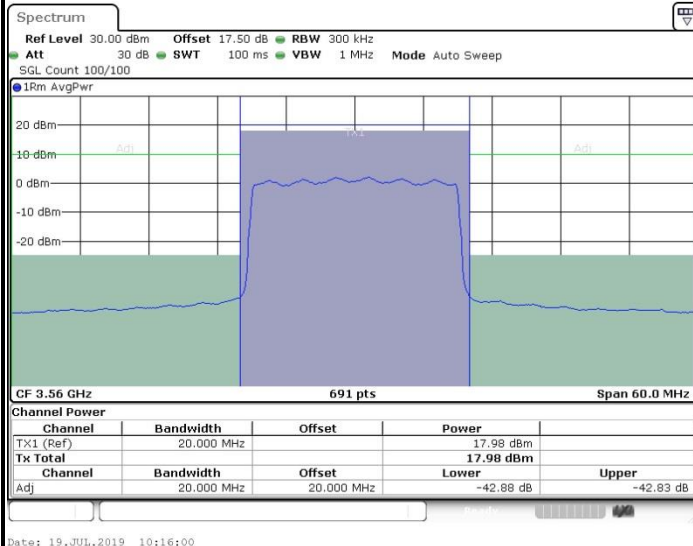 Spectrum
Ref Level 30.00 dBm Offset 17.50 dB RBW 300 kHz
Att 30 dB SWT 100 ms VBW 1 MHz Mode Auto Sweep
SGL Count 100/100
1Rm AvgPwr
20 dBm
TX1
10 dBm Adj Adj
0 dBm
-10 dBm
-20 dBm
CF 3.56 GHz 691 pts Span 60.0 MHz
Channel Power
Channel Bandwidth Offset Power
TX1 (Ref) 20.000 MHz 17.98 dBm
Tx Total 17.98 dBm
Channel Bandwidth Offset Lower Upper
Adj 20.000 MHz 20.000 MHz -42.88 dB -42.83 dB
Ready
Date: 19.JUL.2019 10:16:00